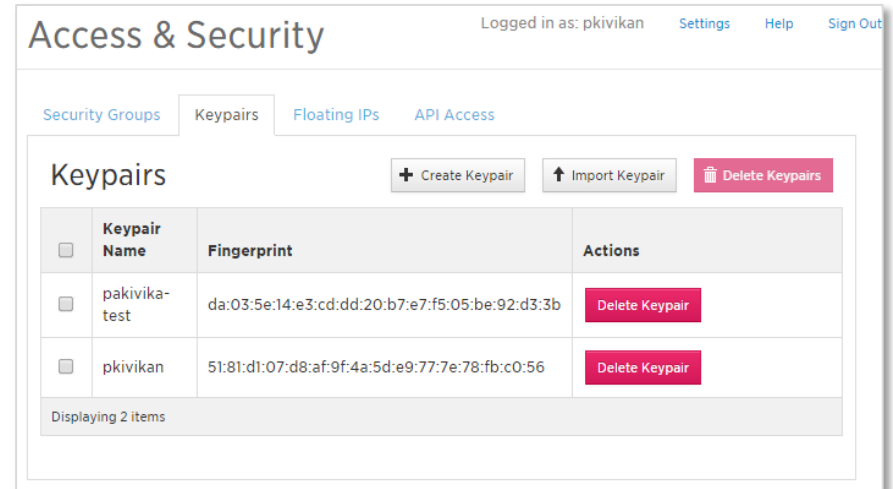 Access & Security
Logged in as: pkivikan Settings Help Sign Out
Security Groups Keypairs Floating IPs API Access
Keypairs
Create Keypair Import Keypair Delete Keypairs
Keypair
Name Fingerprint Actions
pakivika-
test da:03:5e:14:e3:cd:dd:20:b7:e7:f5:05:be:92:d3:3b Delete Keypair
pkivikan 51:81:d1:07:d8:af:9f:4a:5d:e9:77:7e:78:fb:c0:56 Delete Keypair
Displaying 2 items